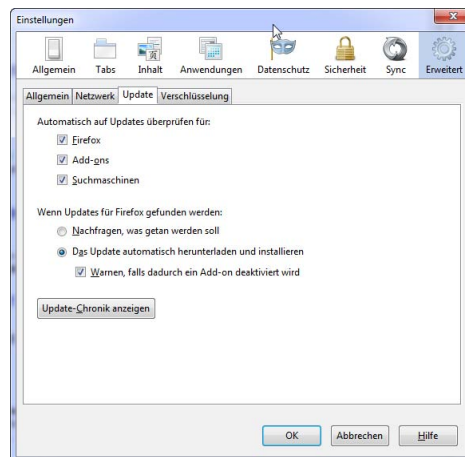 Einstellungen
Allgemein Tabs Inhalt Anwendungen Datenschutz Sicherheit Sync Erweitert
Allgemein Netzwerk Update Verschlüsselung
Automatisch auf Updates überprüfen für:
Firefox
Add-ons
Suchmaschinen
Wenn Updates für Firefox gefunden werden:
Nachfragen, was getan werden soll
Das Update automatisch herunterladen und installieren
Warnen, falls dadurch ein Add-on deaktiviert wird
Update-Chronik anzeigen
OK Abbrechen Hilfe